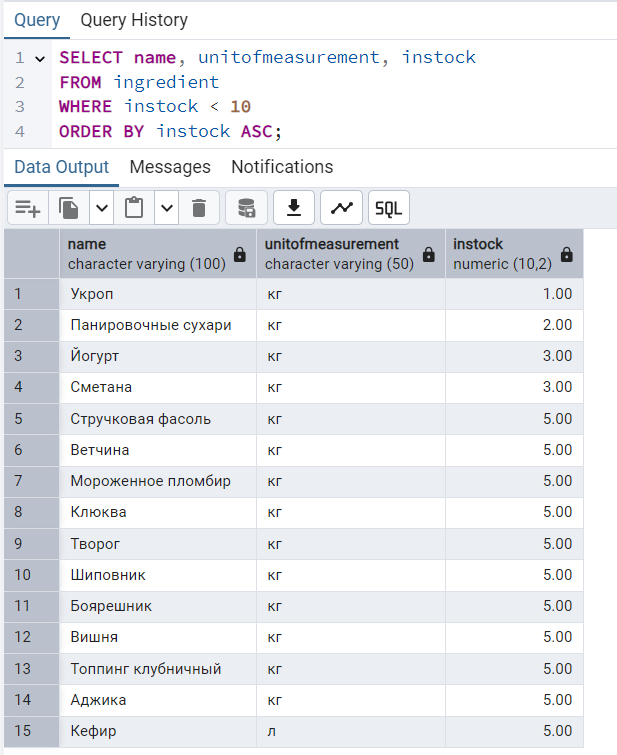 Query Query History
1 SELECT name, unitofmeasurement, instock
2 FROM ingredient
3 WHERE instock < 10
4 ORDER BY instock ASC;
Data Output Messages Notifications
SQL
name unitofmeasurement instock
character varying (100) character varying (50) numeric (10,2)
1 Укроп кг 1.00
2 Панировочные сухари кг 2.00
3 Йогурт кг 3.00
4 Сметана кг 3.00
5 Стручковая фасоль кг 5.00
6 Ветчина кг 5.00
7 Мороженное пломбир кг 5.00
8 Клюква кг 5.00
9 Творог кг 5.00
10 Шиповник кг 5.00
11 Боярешник кг 5.00
12 Вишня кг 5.00
13 Топпинг клубничный кг 5.00
14 Аджика кг 5.00
15 Кефир л 5.00